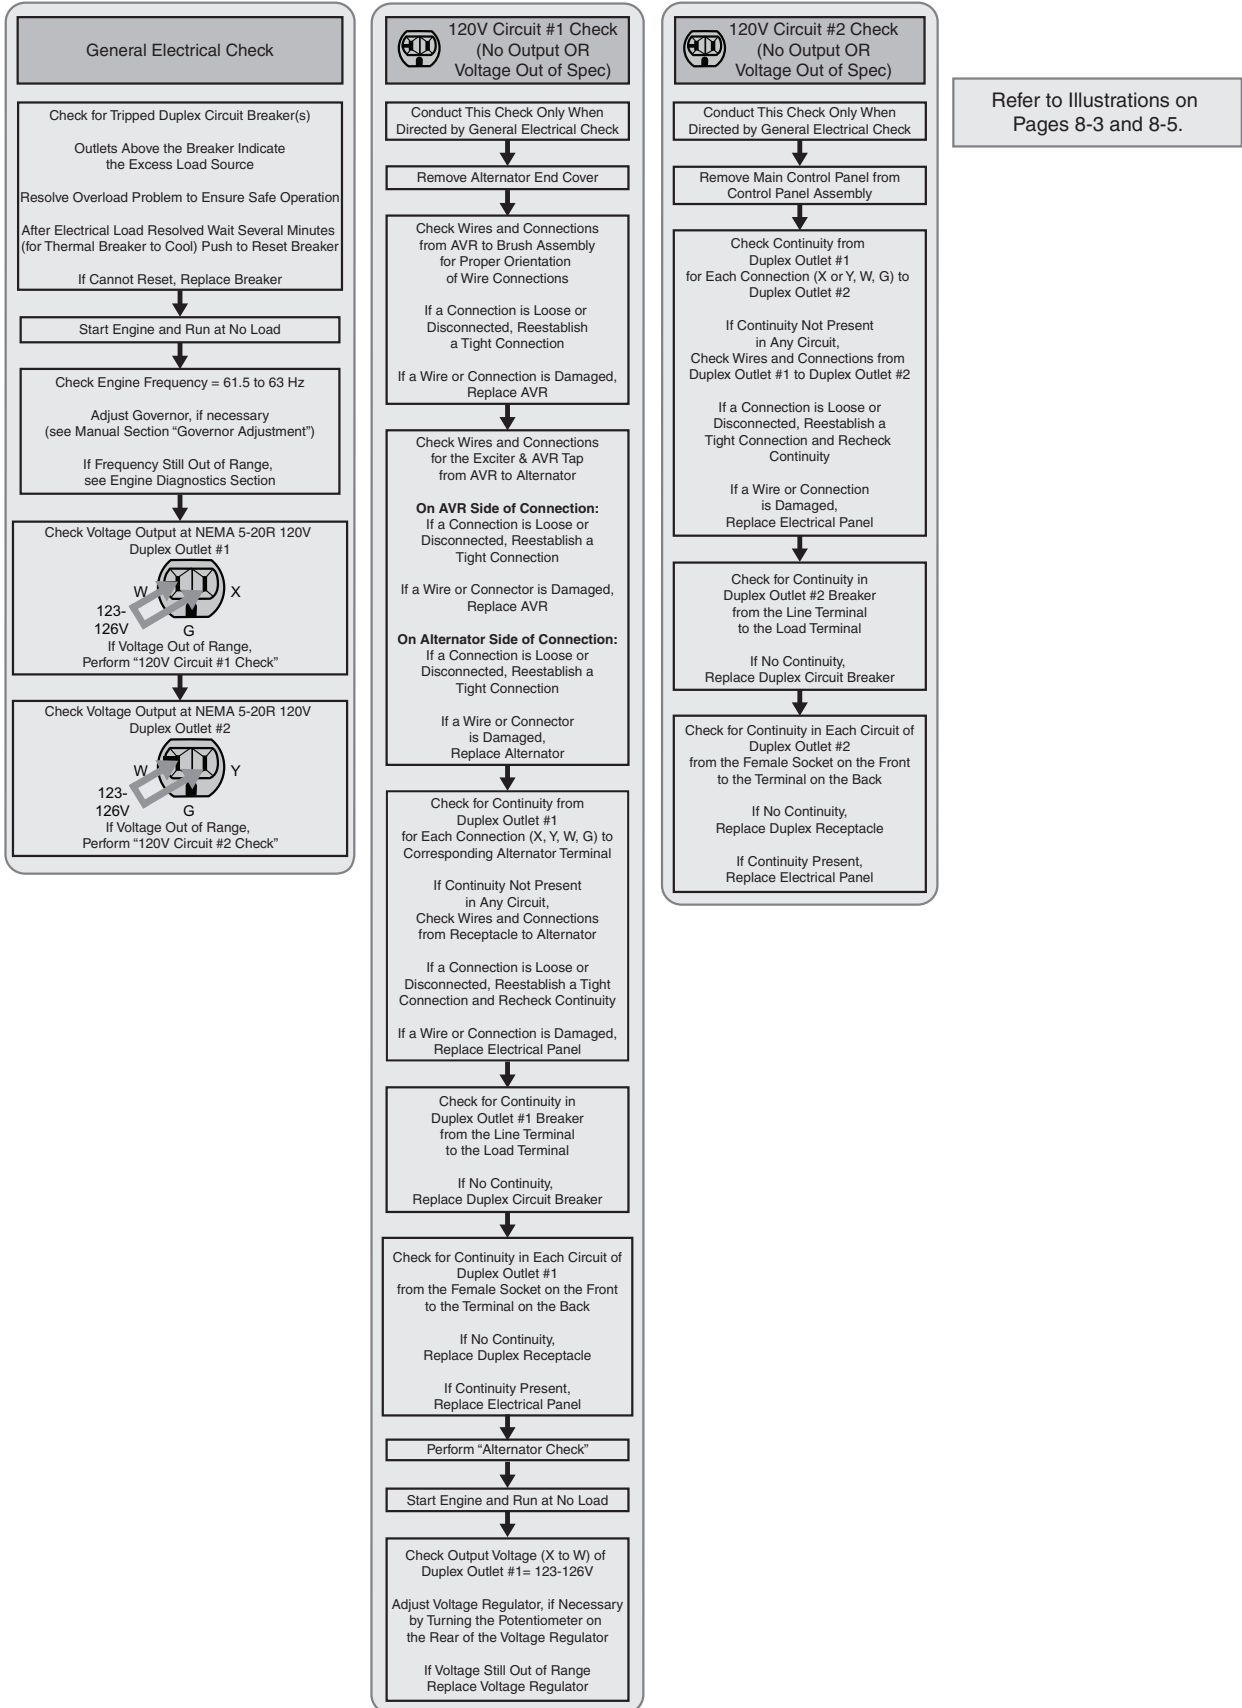 General Electrical Check
Check for Tripped Duplex Circuit Breaker(s)
Outlets Above the Breaker Indicate
the Excess Load Source
Resolve Overload Problem to Ensure Safe Operation
After Electrical Load Resolved Wait Several Minutes
(for Thermal Breaker to Cool) Push to Reset Breaker
If Cannot Reset, Replace Breaker
Start Engine and Run at No Load
Check Engine Frequency = 61.5 to 63 Hz
Adjust Governor, if necessary
(see Manual Section “Governor Adjustment”)
If Frequency Still Out of Range,
see Engine Diagnostics Section
Check Voltage Output at NEMA 5-20R 120V
Duplex Outlet #1
W
X
123-
126V
G
If Voltage Out of Range,
Perform “120V Circuit #1 Check”
Check Voltage Output at NEMA 5-20R 120V
Duplex Outlet #2
W
Y
123-
126V
G
If Voltage Out of Range,
Perform “120V Circuit #2 Check”
120V Circuit #1 Check
(No Output OR
Voltage Out of Spec)
Conduct This Check Only When
Directed by General Electrical Check
Remove Alternator End Cover
Check Wires and Connections
from AVR to Brush Assembly
for Proper Orientation
of Wire Connections
If a Connection is Loose or
Disconnected, Reestablish
a Tight Connection
If a Wire or Connection is Damaged,
Replace AVR
Check Wires and Connections
for the Exciter & AVR Tap
from AVR to Alternator
On AVR Side of Connection:
If a Connection is Loose or
Disconnected, Reestablish a
Tight Connection
If a Wire or Connector is Damaged,
Replace AVR
On Alternator Side of Connection:
If a Connection is Loose or
Disconnected, Reestablish a
Tight Connection
If a Wire or Connector
is Damaged,
Replace Alternator
Check for Continuity from
Duplex Outlet #1
for Each Connection (X, Y, W, G) to
Corresponding Alternator Terminal
If Continuity Not Present
in Any Circuit,
Check Wires and Connections
from Receptacle to Alternator
If a Connection is Loose or
Disconnected, Reestablish a Tight
Connection and Recheck Continuity
If a Wire or Connection is Damaged,
Replace Electrical Panel
Check for Continuity in
Duplex Outlet #1 Breaker
from the Line Terminal
to the Load Terminal
If No Continuity,
Replace Duplex Circuit Breaker
Check for Continuity in Each Circuit of
Duplex Outlet #1
from the Female Socket on the Front
to the Terminal on the Back
If No Continuity,
Replace Duplex Receptacle
If Continuity Present,
Replace Electrical Panel
Perform “Alternator Check”
Start Engine and Run at No Load
Check Output Voltage (X to W) of
Duplex Outlet #1= 123-126V
Adjust Voltage Regulator, if Necessary
by Turning the Potentiometer on
the Rear of the Voltage Regulator
If Voltage Still Out of Range
Replace Voltage Regulator
120V Circuit #2 Check
(No Output OR
Voltage Out of Spec)
Conduct This Check Only When
Directed by General Electrical Check
Remove Main Control Panel from
Control Panel Assembly
Check Continuity from
Duplex Outlet #1
for Each Connection (X or Y, W, G) to
Duplex Outlet #2
If Continuity Not Present
in Any Circuit,
Check Wires and Connections from
Duplex Outlet #1 to Duplex Outlet #2
If a Connection is Loose or
Disconnected, Reestablish a
Tight Connection and Recheck
Continuity
If a Wire or Connection
is Damaged,
Replace Electrical Panel
Check for Continuity in
Duplex Outlet #2 Breaker
from the Line Terminal
to the Load Terminal
If No Continuity,
Replace Duplex Circuit Breaker
Check for Continuity in Each Circuit of
Duplex Outlet #2
from the Female Socket on the Front
to the Terminal on the Back
If No Continuity,
Replace Duplex Receptacle
If Continuity Present,
Replace Electrical Panel
Refer to Illustrations on
Pages 8-3 and 8-5.